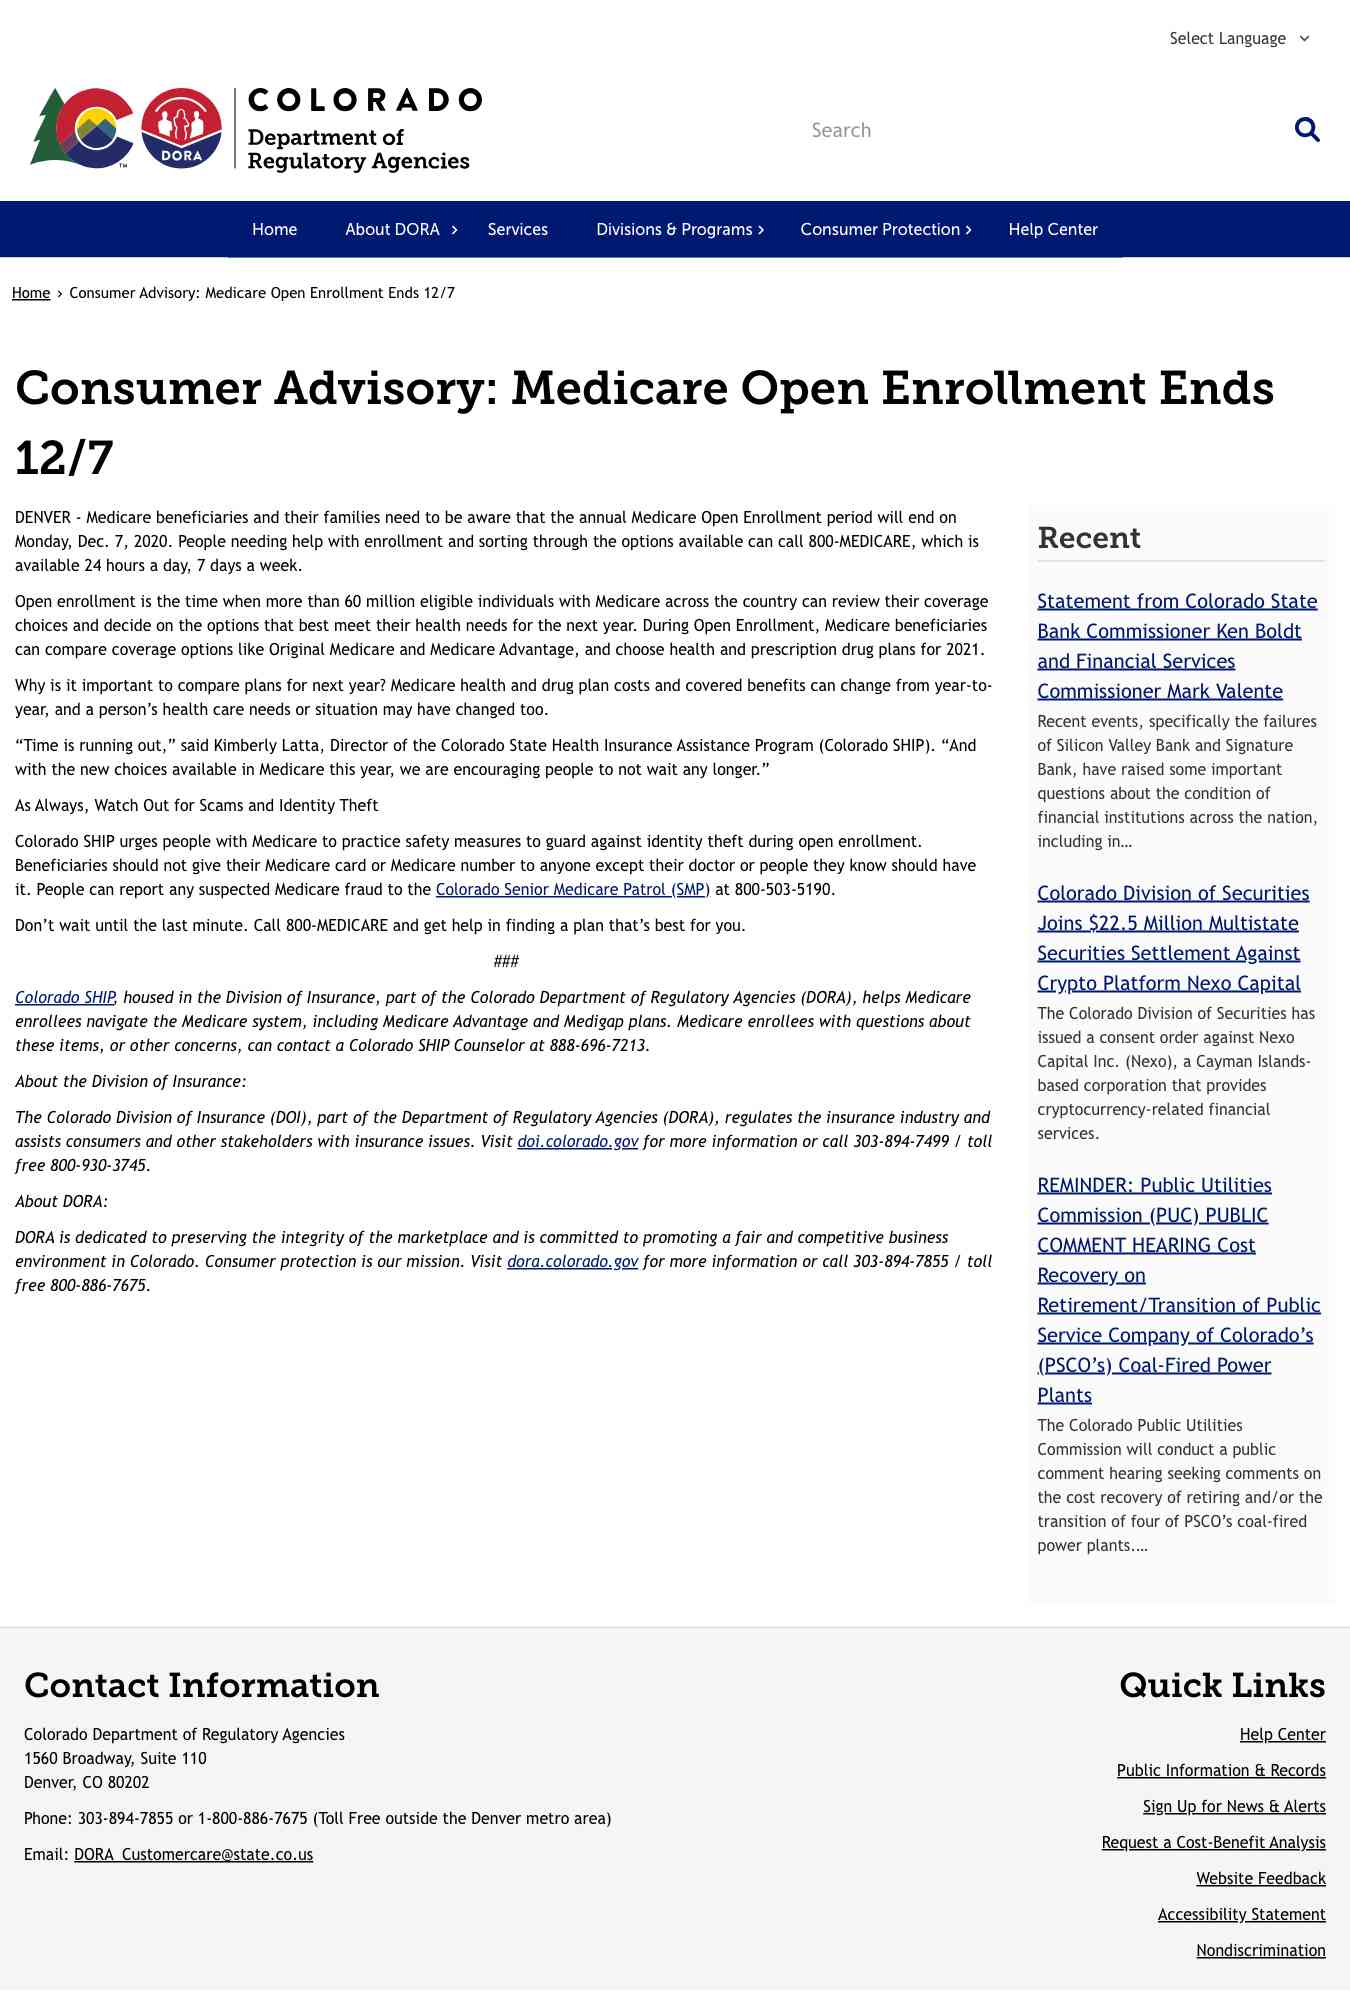 Select Language
COLORADO
Department of
Regulatory Agencies
DORA
TM
Search
Home About DORA Services Divisions & Programs Consumer Protection Help Center
Home › Consumer Advisory: Medicare Open Enrollment Ends 12/7
Consumer Advisory: Medicare Open Enrollment Ends
12/7
DENVER - Medicare beneficiaries and their families need to be aware that the annual Medicare Open Enrollment period will end on
Monday, Dec. 7, 2020. People needing help with enrollment and sorting through the options available can call 800-MEDICARE, which is
available 24 hours a day, 7 days a week.
Open enrollment is the time when more than 60 million eligible individuals with Medicare across the country can review their coverage
choices and decide on the options that best meet their health needs for the next year. During Open Enrollment, Medicare beneficiaries
can compare coverage options like Original Medicare and Medicare Advantage, and choose health and prescription drug plans for 2021.
Why is it important to compare plans for next year? Medicare health and drug plan costs and covered benefits can change from year-to-
year, and a person’s health care needs or situation may have changed too.
“Time is running out,” said Kimberly Latta, Director of the Colorado State Health Insurance Assistance Program (Colorado SHIP). “And
with the new choices available in Medicare this year, we are encouraging people to not wait any longer.”
As Always, Watch Out for Scams and Identity Theft
Colorado SHIP urges people with Medicare to practice safety measures to guard against identity theft during open enrollment.
Beneficiaries should not give their Medicare card or Medicare number to anyone except their doctor or people they know should have
it. People can report any suspected Medicare fraud to the Colorado Senior Medicare Patrol (SMP) at 800-503-5190.
Don’t wait until the last minute. Call 800-MEDICARE and get help in finding a plan that’s best for you.
###
Colorado SHIP, housed in the Division of Insurance, part of the Colorado Department of Regulatory Agencies (DORA), helps Medicare
enrollees navigate the Medicare system, including Medicare Advantage and Medigap plans. Medicare enrollees with questions about
these items, or other concerns, can contact a Colorado SHIP Counselor at 888-696-7213.
About the Division of Insurance:
The Colorado Division of Insurance (DOI), part of the Department of Regulatory Agencies (DORA), regulates the insurance industry and
assists consumers and other stakeholders with insurance issues. Visit doi.colorado.gov for more information or call 303-894-7499 / toll
free 800-930-3745.
About DORA:
DORA is dedicated to preserving the integrity of the marketplace and is committed to promoting a fair and competitive business
environment in Colorado. Consumer protection is our mission. Visit dora.colorado.gov for more information or call 303-894-7855 / toll
free 800-886-7675.
Recent
Statement from Colorado State
Bank Commissioner Ken Boldt
and Financial Services
Commissioner Mark Valente
Recent events, specifically the failures
of Silicon Valley Bank and Signature
Bank, have raised some important
questions about the condition of
financial institutions across the nation,
including in…
Colorado Division of Securities
Joins $22.5 Million Multistate
Securities Settlement Against
Crypto Platform Nexo Capital
The Colorado Division of Securities has
issued a consent order against Nexo
Capital Inc. (Nexo), a Cayman Islands-
based corporation that provides
cryptocurrency-related financial
services.
REMINDER: Public Utilities
Commission (PUC) PUBLIC
COMMENT HEARING Cost
Recovery on
Retirement/Transition of Public
Service Company of Colorado’s
(PSCO’s) Coal-Fired Power
Plants
The Colorado Public Utilities
Commission will conduct a public
comment hearing seeking comments on
the cost recovery of retiring and/or the
transition of four of PSCO’s coal-fired
power plants.…
Contact Information
Colorado Department of Regulatory Agencies
1560 Broadway, Suite 110
Denver, CO 80202
Phone: 303-894-7855 or 1-800-886-7675 (Toll Free outside the Denver metro area)
Email: DORA_Customercare@state.co.us
Quick Links
Help Center
Public Information & Records
Sign Up for News & Alerts
Request a Cost-Benefit Analysis
Website Feedback
Accessibility Statement
Nondiscrimination